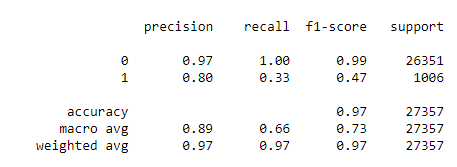 precision recall f1-score support
0 0.97 1.00 0.99 26351
1 0.80 0.33 0.47 1006
accuracy 0.97 27357
macro avg 0.89 0.66 0.73 27357
weighted avg 0.97 0.97 0.97 27357